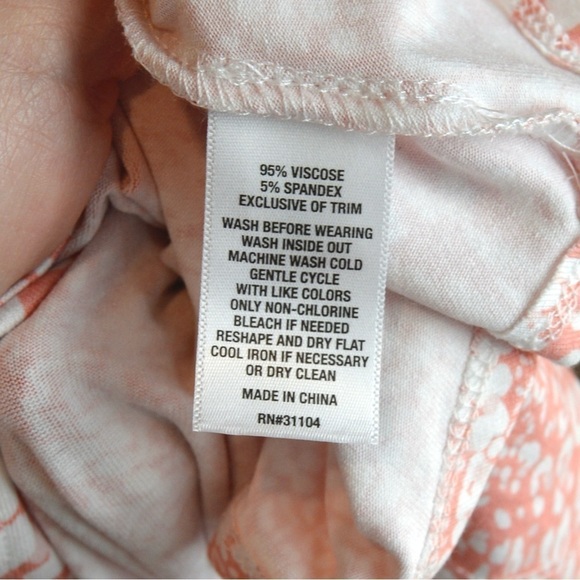 95% VISCOSE
5% SPANDEX
EXCLUSIVE OF TRIM
WASH BEFORE WEARING
WASH INSIDE OUT
MACHINE WASH COLD
GENTLE CYCLE
WITH LIKE COLORS
ONLY NON-CHLORINE
BLEACH IF NEEDED
RESHAPE AND DRY FLAT
COOL IRON IF NECESSARY
OR DRY CLEAN
MADE IN CHINA
RN#31104